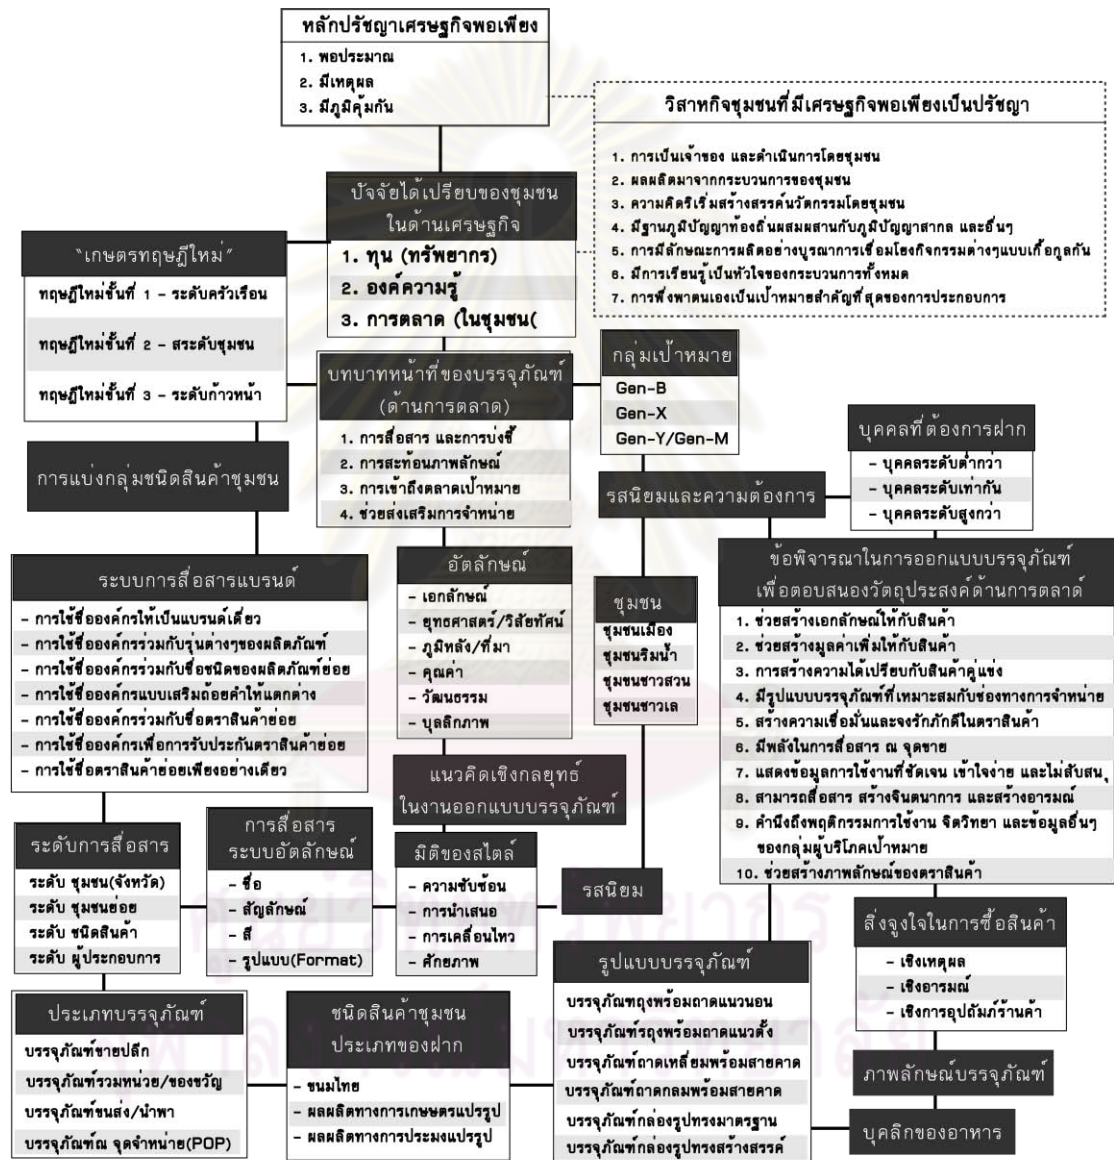 หลักปรัชญาเศรษฐกิจพอเพียง
1. พอประมาณ
2. มีเหตุผล
3. มีภูมิคุ้มกัน
วิสาหกิจชุมชนที่มีเศรษฐกิจพอเพียงเป็นปรัชญา
1. การเป็นเจ้าของ และดำเนินการโดยชุมชน
2. ผลผลิตมาจากกระบวนการของชุมชน
3. ความคิดริเริ่มสร้างสรรค์นวัตกรรมโดยชุมชน
4. มีฐานภูมิปัญญาท้องถิ่นผสมผสานกับภูมิปัญญาสากล และอื่นๆ
5. การมีลักษณะการผลิตอย่างบูรณาการเชื่อมโยงกิจกรรมต่างๆแบบเกื้อกูลกัน
6. มีการเรียนรู้เป็นหัวใจของกระบวนการทั้งหมด
7. การพึ่งพาตนเองเป็นเป้าหมายสำคัญที่สุดของการประกอบการ
ปัจจัยได้เปรียบของชุมชน
ในด้านเศรษฐกิจ
1. ทุน (ทรัพยากร)
2. องค์ความรู้
3. การตลาด (ในชุมชน(
"เกษตรทฤษฎีใหม่"
ทฤษฎีใหม่ขั้นที่ 1 - ระดับครัวเรือน
ทฤษฎีใหม่ขั้นที่ 2 - สระดับชุมชน
ทฤษฎีใหม่ขั้นที่ 3 - ระดับก้าวหน้า
บทบาทหน้าที่ของบรรจุภัณฑ์
(ด้านการตลาด)
1. การสื่อสาร และการบ่งชี้
2. การสะท้อนภาพลักษณ์
3. การเข้าถึงตลาดเป้าหมาย
4. ช่วยส่งเสริมการจำหน่าย
กลุ่มเป้าหมาย
Gen-B
Gen-X
Gen-Y/Gen-M
บุคคลที่ต้องการฝาก
- บุคคลระดับต่ำกว่า
- บุคคลระดับเท่ากัน
- บุคคลระดับสูงกว่า
การแบ่งกลุ่มชนิดสินค้าชุมชน
รสนิยมและความต้องการ
ระบบการสื่อสารแบรนด์
- การใช้ชื่อองค์กรให้เป็นแบรนด์เดี่ยว
- การใช้ชื่อองค์กรร่วมกับรุ่นต่างๆของผลิตภัณฑ์
- การใช้ชื่อองค์กรร่วมกับชื่อชนิดของผลิตภัณฑ์ย่อย
- การใช้ชื่อองค์กรแบบเสริมถ้อยคำให้แตกต่าง
- การใช้ชื่อองค์กรร่วมกับชื่อตราสินค้าย่อย
- การใช้ชื่อองค์กรเพื่อการรับประกันตราสินค้าย่อย
- การใช้ชื่อตราสินค้าย่อยเพียงอย่างเดียว
อัตลักษณ์
- เอกลักษณ์
- ยุทธศาสตร์/วิสัยทัศน์
- ภูมิหลัง/ที่มา
- คุณค่า
- วัฒนธรรม
- บุลลิกภาพ
ชุมชน
ชุมชนเมือง
ชุมชนริมน้ำ
ชุมชนชาวสวน
ชุมชนชาวเล
ข้อพิจารณาในการออกแบบบรรจุภัณฑ์
เพื่อตอบสนองวัตถุประสงค์ด้านการตลาด์
1. ช่วยสร้างเอกลักษณ์ให้กับสินค้า
2. ช่วยสร้างมูลค่าเพิ่มให้กับสินค้า
3. การสร้างความได้เปรียบกับสินค้าคู่แข่ง
4. มีรูปแบบบรรจุภัณฑ์ที่เหมาะสมกับช่องทางการจำหน่าย
5. สร้างความเชื่อมั่นและจงรักภักดีในตราสินค้า
6. มีพลังในการสื่อสาร ณ จุดขาย
7. แสดงข้อมูลการใช้งานที่ชัดเจน เข้าใจง่าย และไม่สับสน
8. สามารถสื่อสาร สร้างจินตนาการ และสร้างอารมณ์
9. คำนึงถึงพฤติกรรมการใช้งาน จิตวิทยา และข้อมูลอื่นๆ
ของกลุ่มผู้บริโภคเป้าหมาย
10. ช่วยสร้างภาพลักษณ์ของตราสินค้า
แนวคิดเชิงกลยุทธ์
ในงานออกแบบบรรจุภัณฑ์
ระดับการสื่อสาร
ระดับ ชุมชน(จังหวัด)
ระดับ ชุมชนย่อย
ระดับ ชนิดสินค้า
ระดับ ผู้ประกอบการ
การสื่อสาร
ระบบอัตลักษณ์
- ชื่อ
- สัญลักษณ์
- สี
- รูปแบบ(Format)
มิติของสไตล์
- ความซับซ้อน
- การนำเสนอ
- การเคลื่อนไหว
- ศักยภาพ
รสนิยม
สิ่งจูงใจในการซื้อสินค้า
- เชิงเหตุผล
- เชิงอารมณ์
- เชิงการอุปถัมภ์ร้านค้า
ประเภทบรรจุภัณฑ์
บรรจุภัณฑ์ขายปลีก
บรรจุภัณฑ์รวมหน่วย/ของขวัญ
บรรจุภัณฑ์ขนส่ง/นำพา
บรรจุภัณฑ์ณ จุดจำหน่าย(POP)
ชนิดสินค้าชุมชน
ประเภทของฝาก
- ขนมไทย
- ผลผลิตทางการเกษษตรแปรรูป
- ผลผลิตทางการประมงแปรรูป
รูปแบบบรรจุภัณฑ์
บรรจุภัณฑถุงพร้อมถาดแนวนอน
บรรจุภัณฑ์รถุงพร้อมถาดแนวตั้ง
บรรจุภัณฑ์ถาดเหลี่ยมพร้อมสายคาด
บรรจุภัณฑ์ถาดกลมพร้อมสายคาด
บรรจุภัณฑ์กล่องรูปทรงมาตรฐาน
บรรจุภัณฑ์กล่องรูปทรงสร้างสรรค์
ภาพลักษณ์บรรจุภัณฑ์
บุคลิกของอาหาร
ศูนย์วิทยทรัพยากร
จุฬาลงกรณ์มหาวิทยาลัย